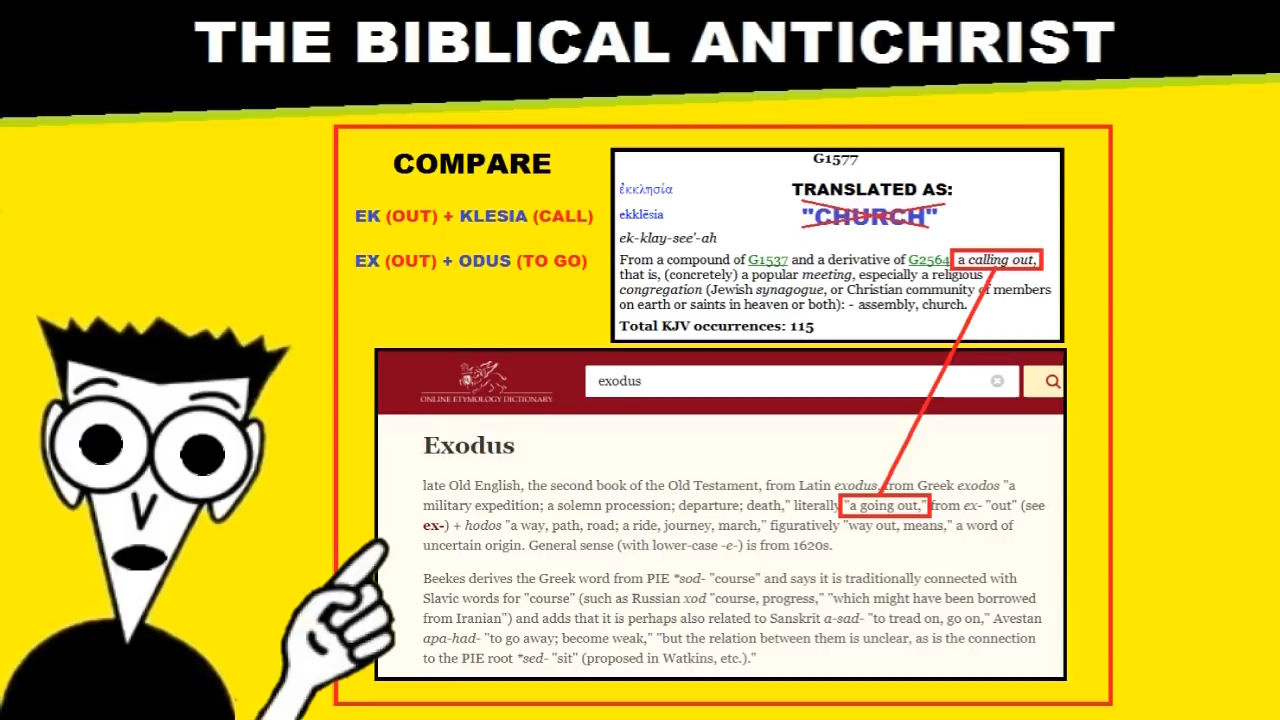 THE BIBLICAL ANTICHRIST
COMPARE
EK (OUT) + KLESIA (CALL)
EX (OUT) + ODUS (TO GO)
G1577
ἐκκλησία
TRANSLATED AS:
ekklēsia
"CHURCH"
ek-klay-see'-ah
From a compound of G1537 and a derivative of G2564 a calling out,
that is, (concretely) a popular meeting, especially a religious
congregation (Jewish synagogue, or Christian community of members
on earth or saints in heaven or both): - assembly, church.
Total KJV occurrences: 115
ONLINE ETYMOLOGY DICTIONARY
exodus
Exodus
late Old English, the second book of the Old Testament, from Latin exodus, from Greek exodos "a
military expedition; a solemn procession; departure; death," literally "a going out," from ex- "out" (see
ex-) + hodos "a way, path, road; a ride, journey, march," figuratively "way out, means," a word of
uncertain origin. General sense (with lower-case -e-) is from 1620s.
Beekes derives the Greek word from PIE *sod- "course" and says it is traditionally connected with
Slavic words for "course" (such as Russian xod "course, progress," "which might have been borrowed
from Iranian") and adds that it is perhaps also related to Sanskrit a-sad- "to tread on, go on," Avestan
apa-had- "to go away; become weak," "but the relation between them is unclear, as is the connection
to the PIE root *sed- "sit" (proposed in Watkins, etc.)."